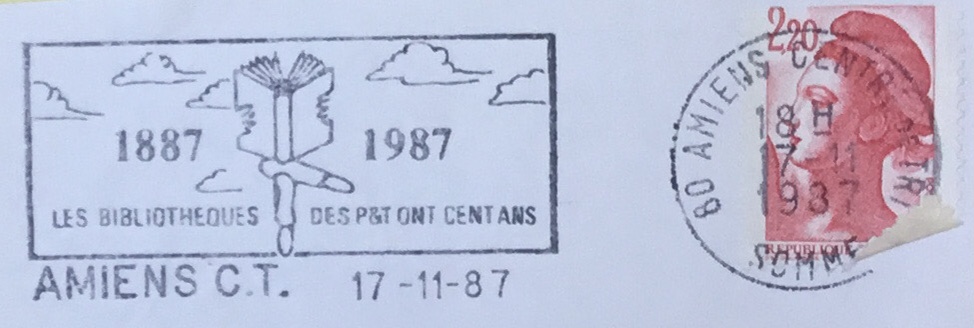 1887 1987
LES BIBLIOTHEQUES DES P&T ONT CENT ANS
AMIENS C.T. 17-11-87
2,20
80 AMIENS CENTRE
18 H
17-11
1987
SOMME
REPUBLIQUE